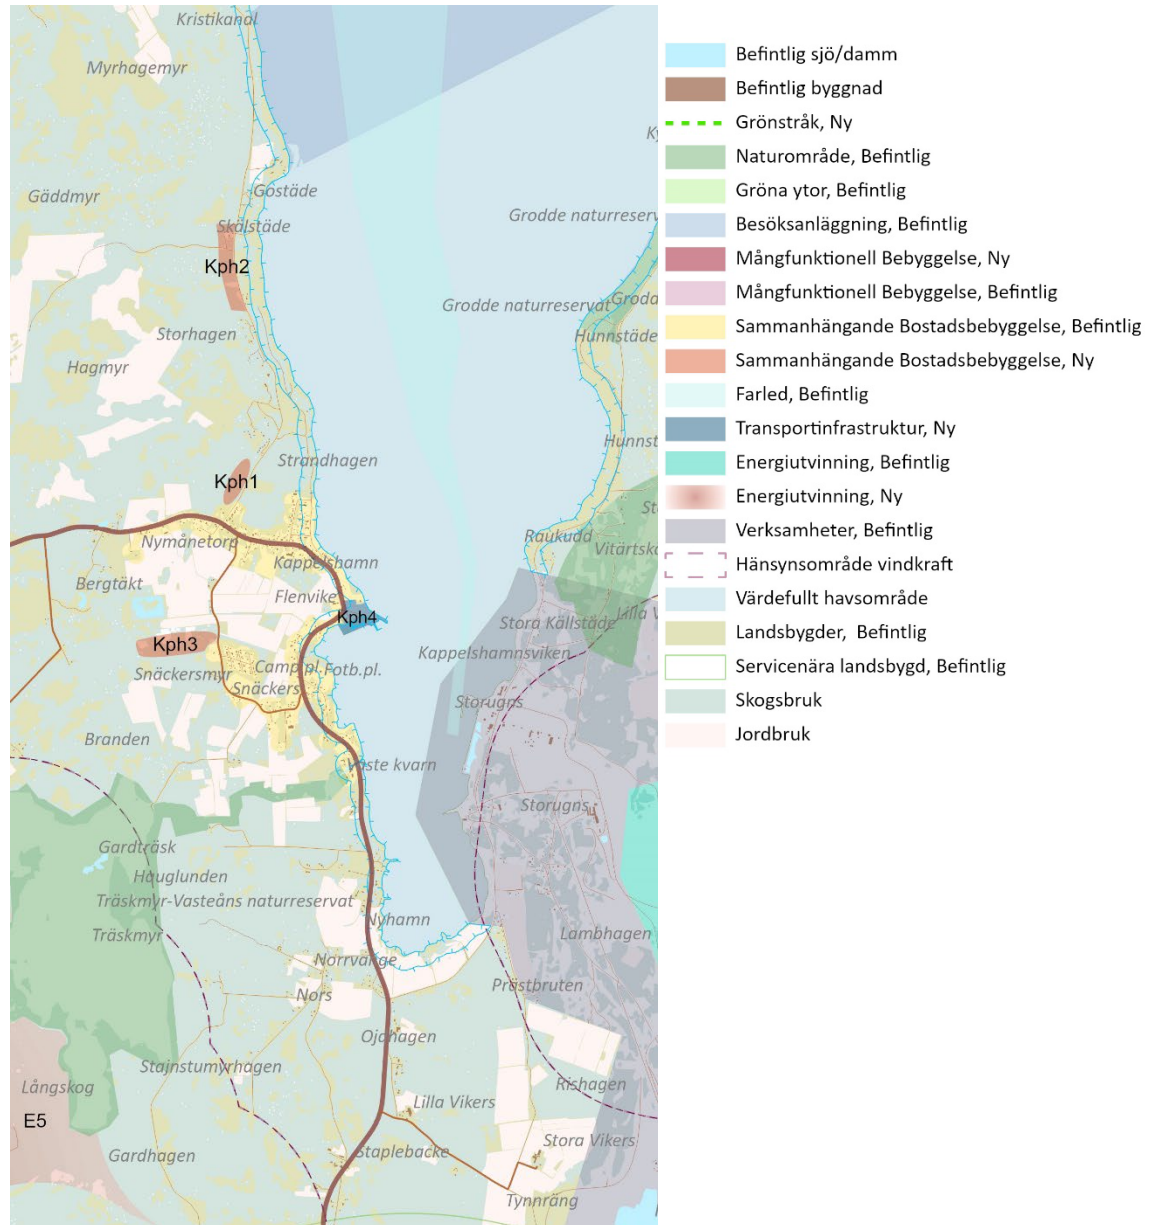 Kristikanal
Myrhagemyr
Gäddmyr
Gostäde
Skälstäde
Kph2
Grodde naturreserv
Grodde naturreservat
Hunnstäde
Storhagen
Hagmyr
Hunnst
Strandhagen
Kph1
Raukudd
Nymånetorp
Kappelshamn
Bergtäkt
Flenvike
Kph4
Stora Källstäde
Kph3
Kappelshamnsviken
Snäckersmyr
Camp.pl.
Fotb.pl.
Snäckers
Storugns
Branden
Vaste kvarn
Storugns
Gardträsk
Hauglunden
Träskmyr-Vasteåns naturreservat
Träskmyr
Nyhamn
Lambhagen
Norrvange
Prästbruten
Nors
Ojahagen
Stainstumyrhagen
Långskog
Rishagen
Lilla Vikers
E5
Stora Vikers
Gardhagen
Staplebacke
Tynnräng
Befintlig sjö/damm
Befintlig byggnad
Grönstråk, Ny
Naturområde, Befintlig
Gröna ytor, Befintlig
Besöksanläggning, Befintlig
Mångfunktionell Bebyggelse, Ny
Mångfunktionell Bebyggelse, Befintlig
Sammanhängande Bostadsbebyggelse, Befintlig
Sammanhängande Bostadsbebyggelse, Ny
Farled, Befintlig
Transportinfrastruktur, Ny
Energiutvinning, Befintlig
Energiutvinning, Ny
Verksamheter, Befintlig
Hänsynsområde vindkraft
Värdefullt havsområde
Landsbygder, Befintlig
Servicenära landsbygd, Befintlig
Skogsbruk
Jordbruk